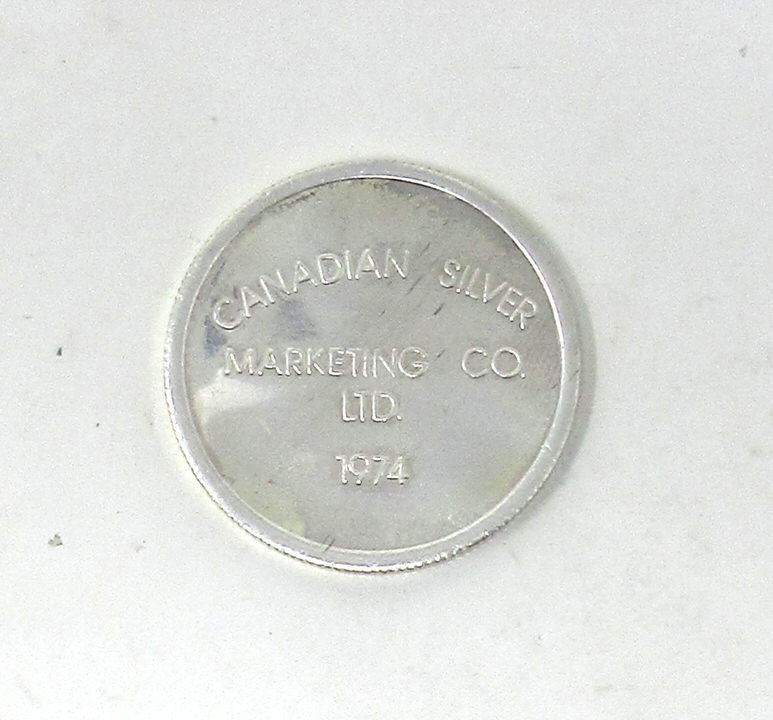 CANADIAN SILVER
MARKETING CO.
LTD.
1974